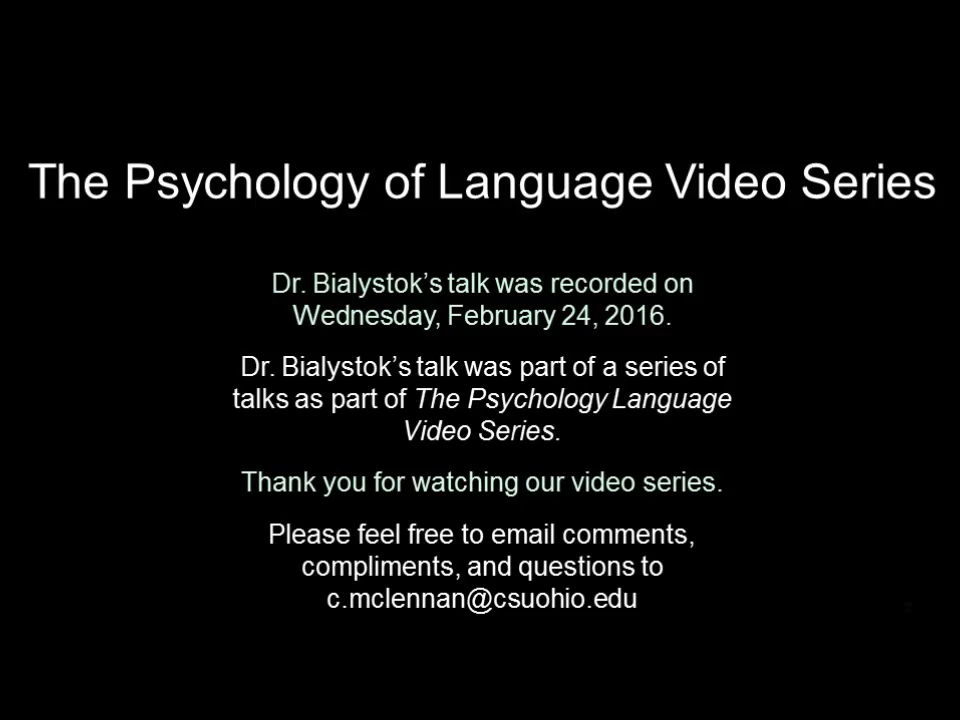 The Psychology of Language Video Series
Dr. Bialystok’s talk was recorded on
Wednesday, February 24, 2016.
Dr. Bialystok’s talk was part of a series of
talks as part of The Psychology Language
Video Series.
Thank you for watching our video series.
Please feel free to email comments,
compliments, and questions to
c.mclennan@csuohio.edu